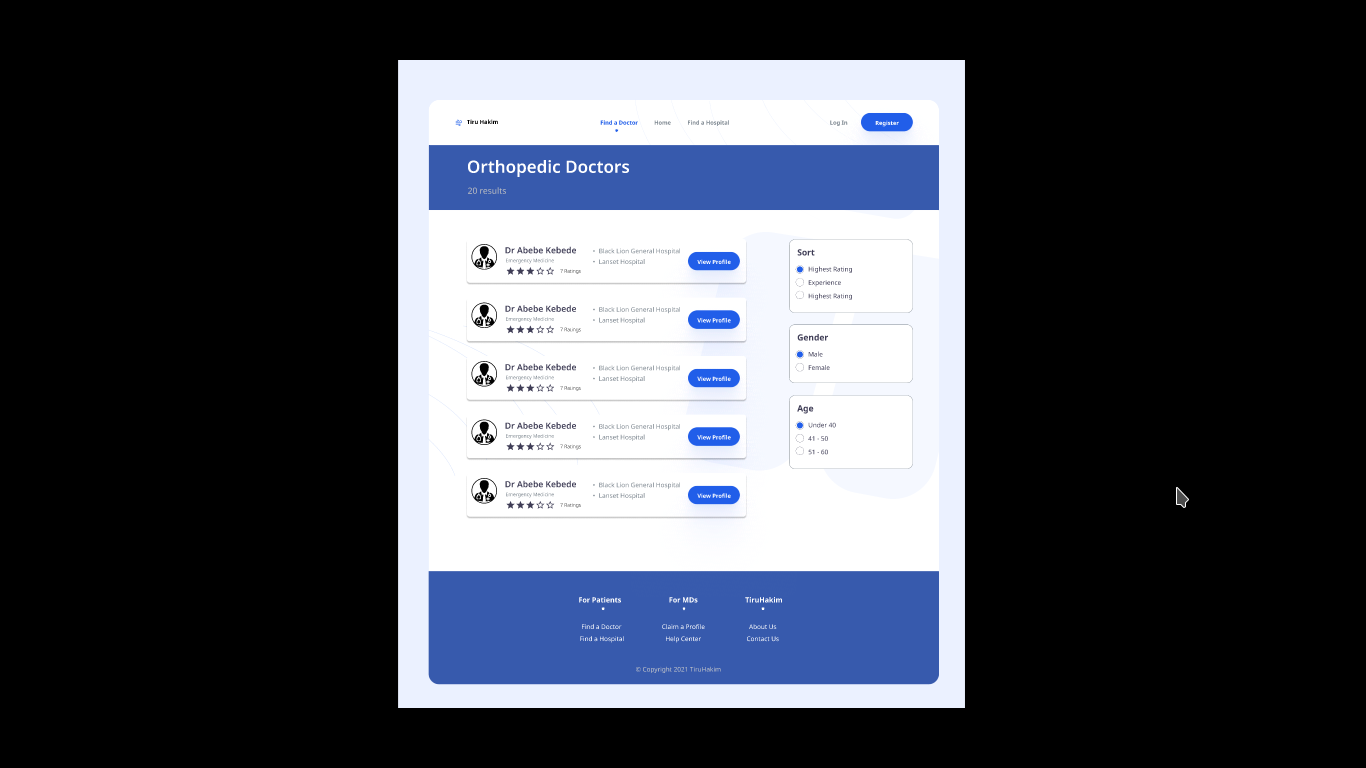 Tiru Hakim
Find a Doctor Home Find a Hospital
Log In Register
Orthopedic Doctors
20 results
Dr Abebe Kebede
Emergency Medicine
7 Ratings
• Black Lion General Hospital
• Lanset Hospital
View Profile
Dr Abebe Kebede
Emergency Medicine
7 Ratings
• Black Lion General Hospital
• Lanset Hospital
View Profile
Dr Abebe Kebede
Emergency Medicine
7 Ratings
• Black Lion General Hospital
• Lanset Hospital
View Profile
Dr Abebe Kebede
Emergency Medicine
7 Ratings
• Black Lion General Hospital
• Lanset Hospital
View Profile
Dr Abebe Kebede
Emergency Medicine
7 Ratings
• Black Lion General Hospital
• Lanset Hospital
View Profile
Sort
Highest Rating
Experience
Highest Rating
Gender
Male
Female
Age
Under 40
41 - 50
51 - 60
For Patients
Find a Doctor
Find a Hospital
For MDs
Claim a Profile
Help Center
TiruHakim
About Us
Contact Us
© Copyright 2021 TiruHakim